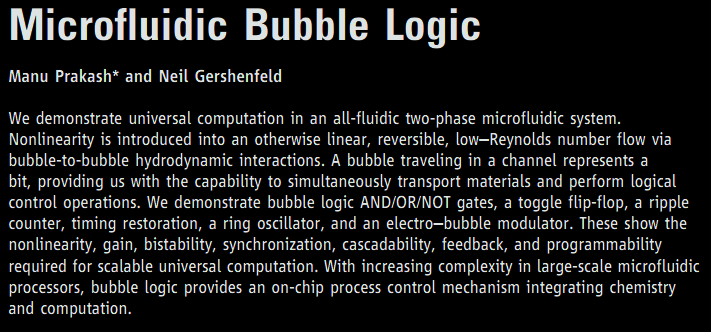 Microfluidic Bubble Logic
Manu Prakash* and Neil Gershenfeld
We demonstrate universal computation in an all–fluidic two-phase microfluidic system.
Nonlinearity is introduced into an otherwise linear, reversible, low–Reynolds number flow via
bubble-to-bubble hydrodynamic interactions. A bubble traveling in a channel represents a
bit, providing us with the capability to simultaneously transport materials and perform logical
control operations. We demonstrate bubble logic AND/OR/NOT gates, a toggle flip-flop, a ripple
counter, timing restoration, a ring oscillator, and an electro–bubble modulator. These show the
nonlinearity, gain, bistability, synchronization, cascadability, feedback, and programmability
required for scalable universal computation. With increasing complexity in large-scale microfluidic
processors, bubble logic provides an on-chip process control mechanism integrating chemistry
and computation.